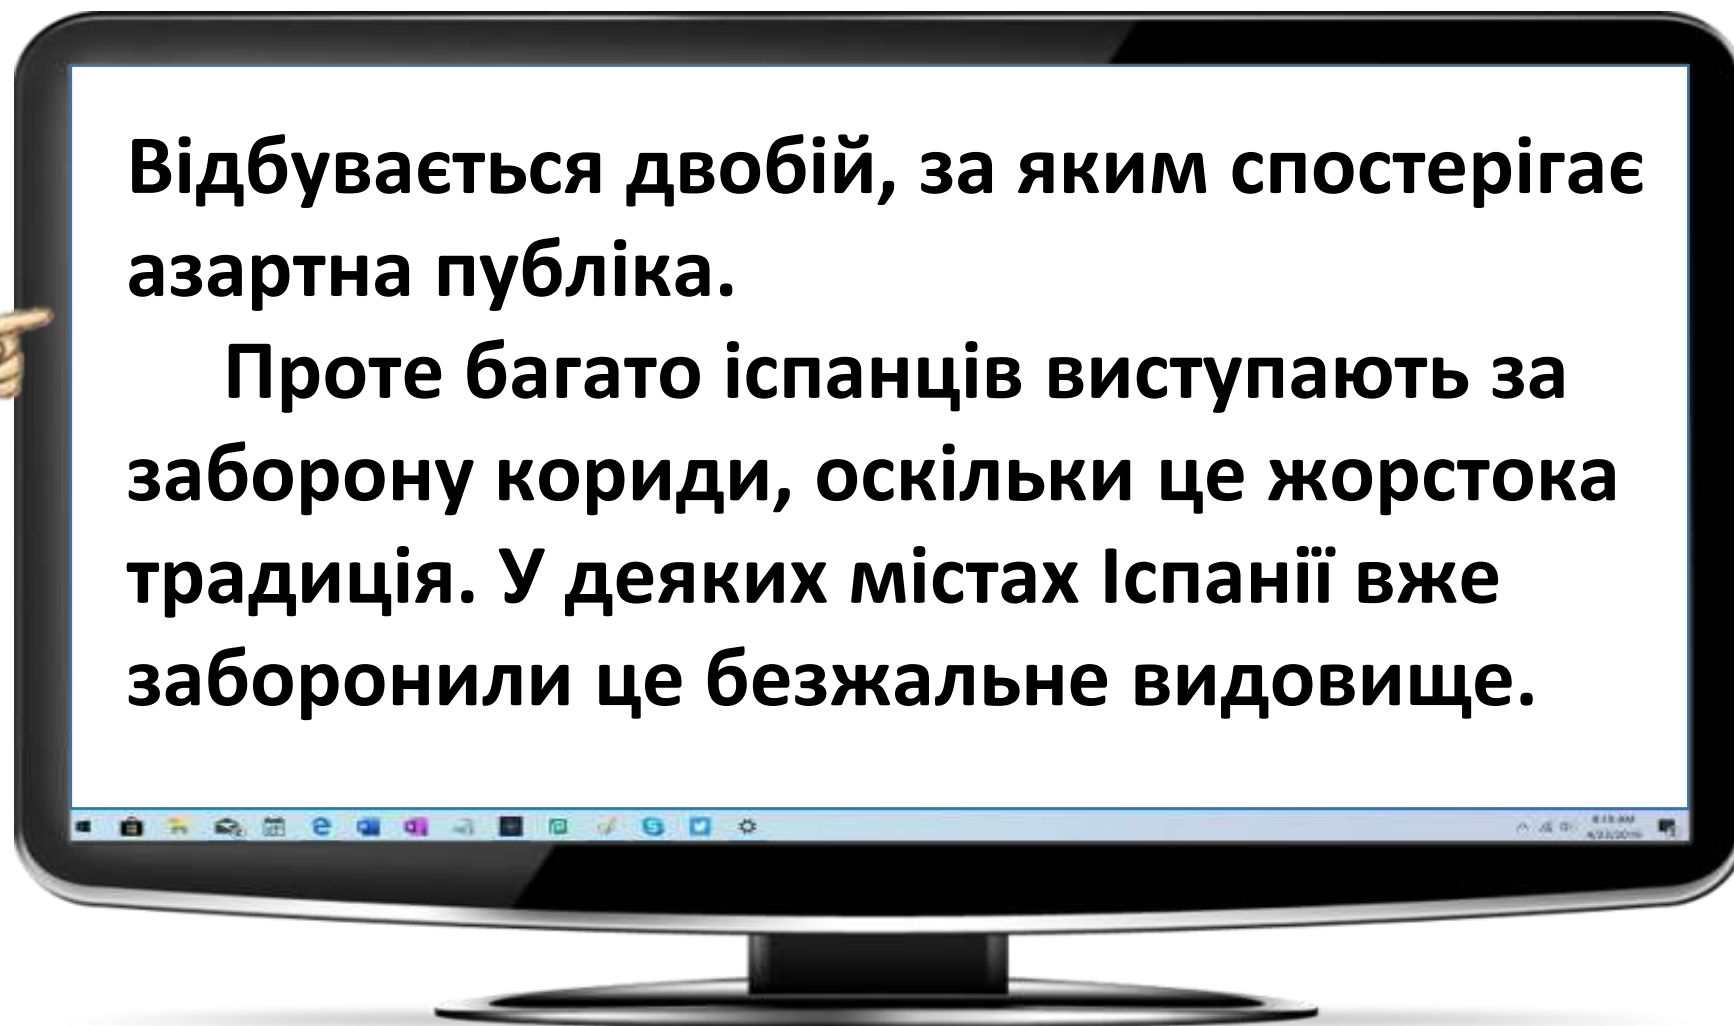 Відбувається двобій, за яким спостерігає
азартна публіка.
Проте багато іспанців виступають за
заборону кориди, оскільки це жорстока
традиція. У деяких містах Іспанії вже
заборонили це безжальне видовище.